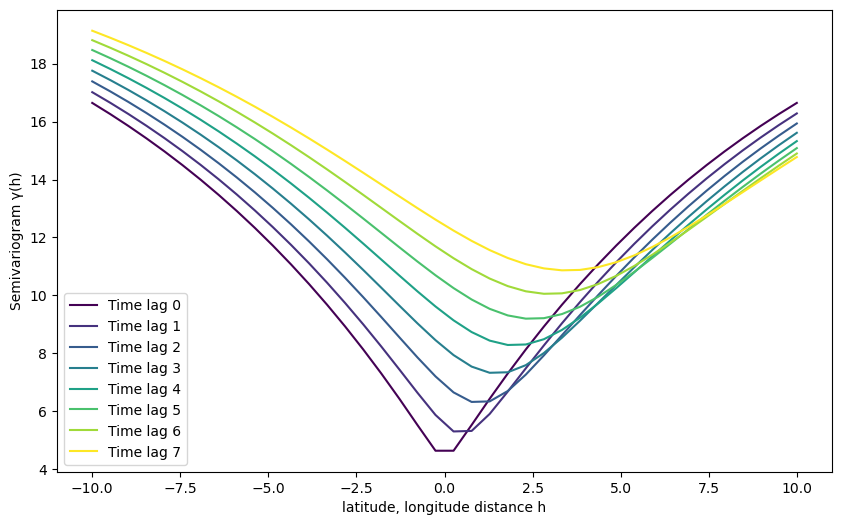 18
16
14
12
10
8
6
4
Semivariogram γ(h)
Time lag 0
Time lag 1
Time lag 2
Time lag 3
Time lag 4
Time lag 5
Time lag 6
Time lag 7
−10.0 −7.5 −5.0 −2.5 0.0 2.5 5.0 7.5 10.0
latitude, longitude distance h